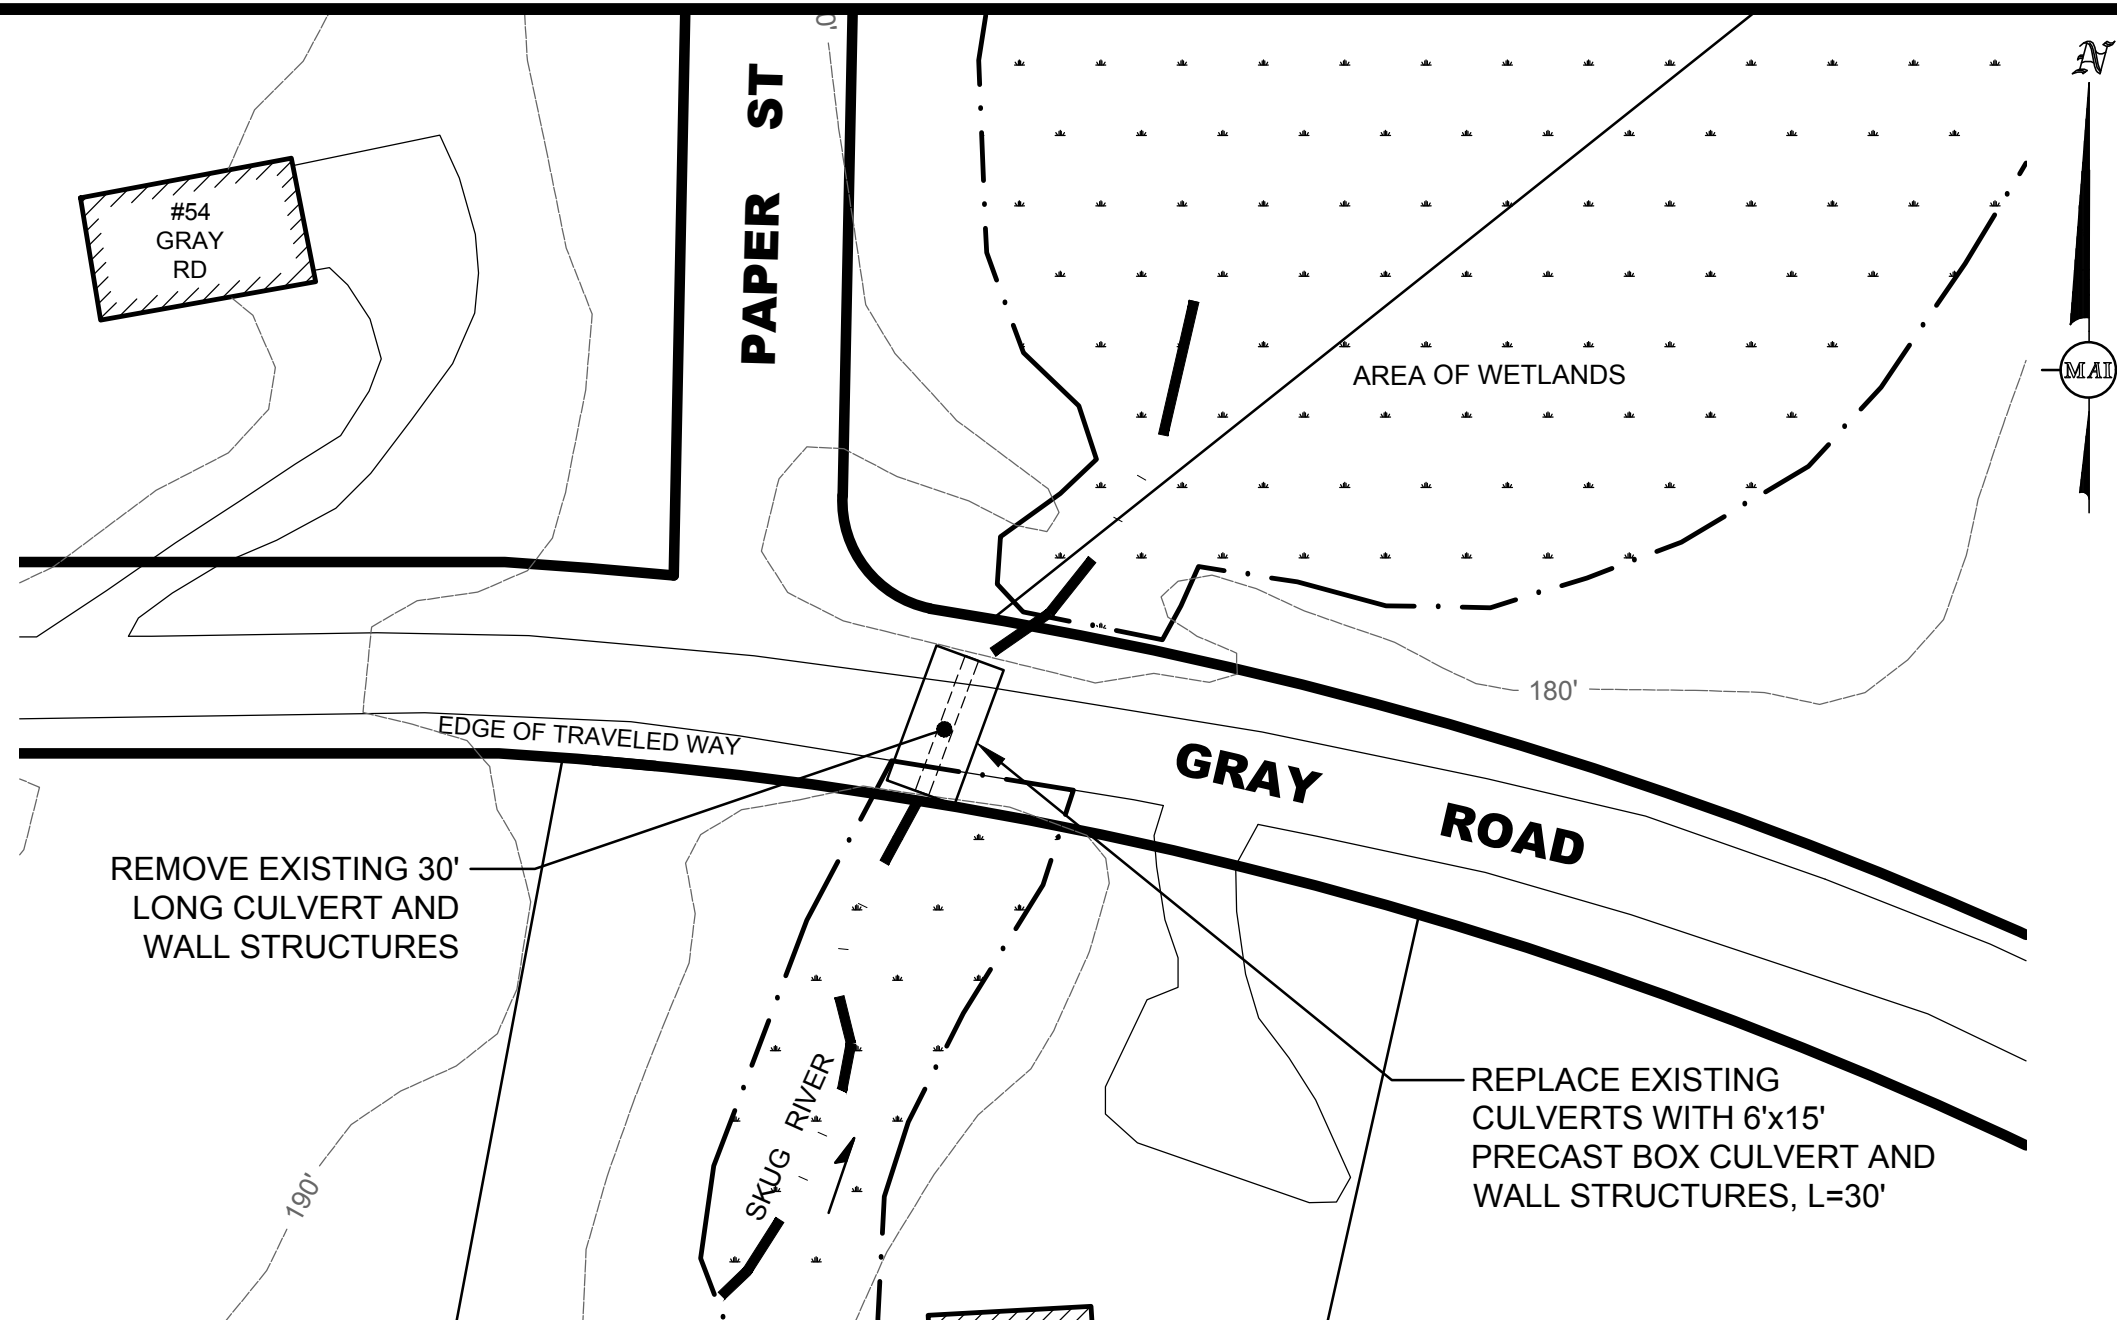 N
PAPER ST
#54
GRAY
RD
AREA OF WETLANDS
MAI
180'
EDGE OF TRAVELED WAY
GRAY ROAD
REMOVE EXISTING 30'
LONG CULVERT AND
WALL STRUCTURES
SKUG RIVER
REPLACE EXISTING
CULVERTS WITH 6'x15'
PRECAST BOX CULVERT AND
WALL STRUCTURES, L=30'
190'